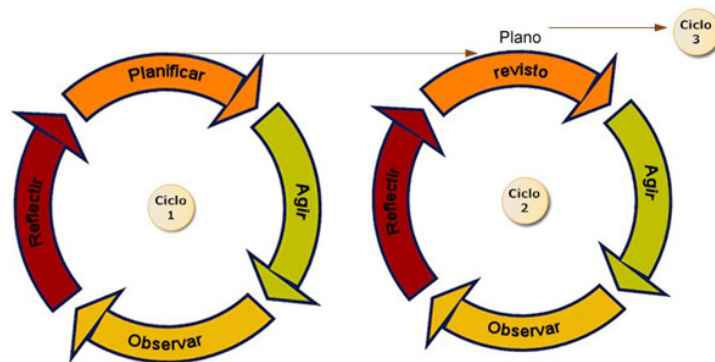 Planificar
Agir
Observar
Reflectir
Ciclo
1
Plano
revisto
Agir
Observar
Reflectir
Ciclo
2
Ciclo
3